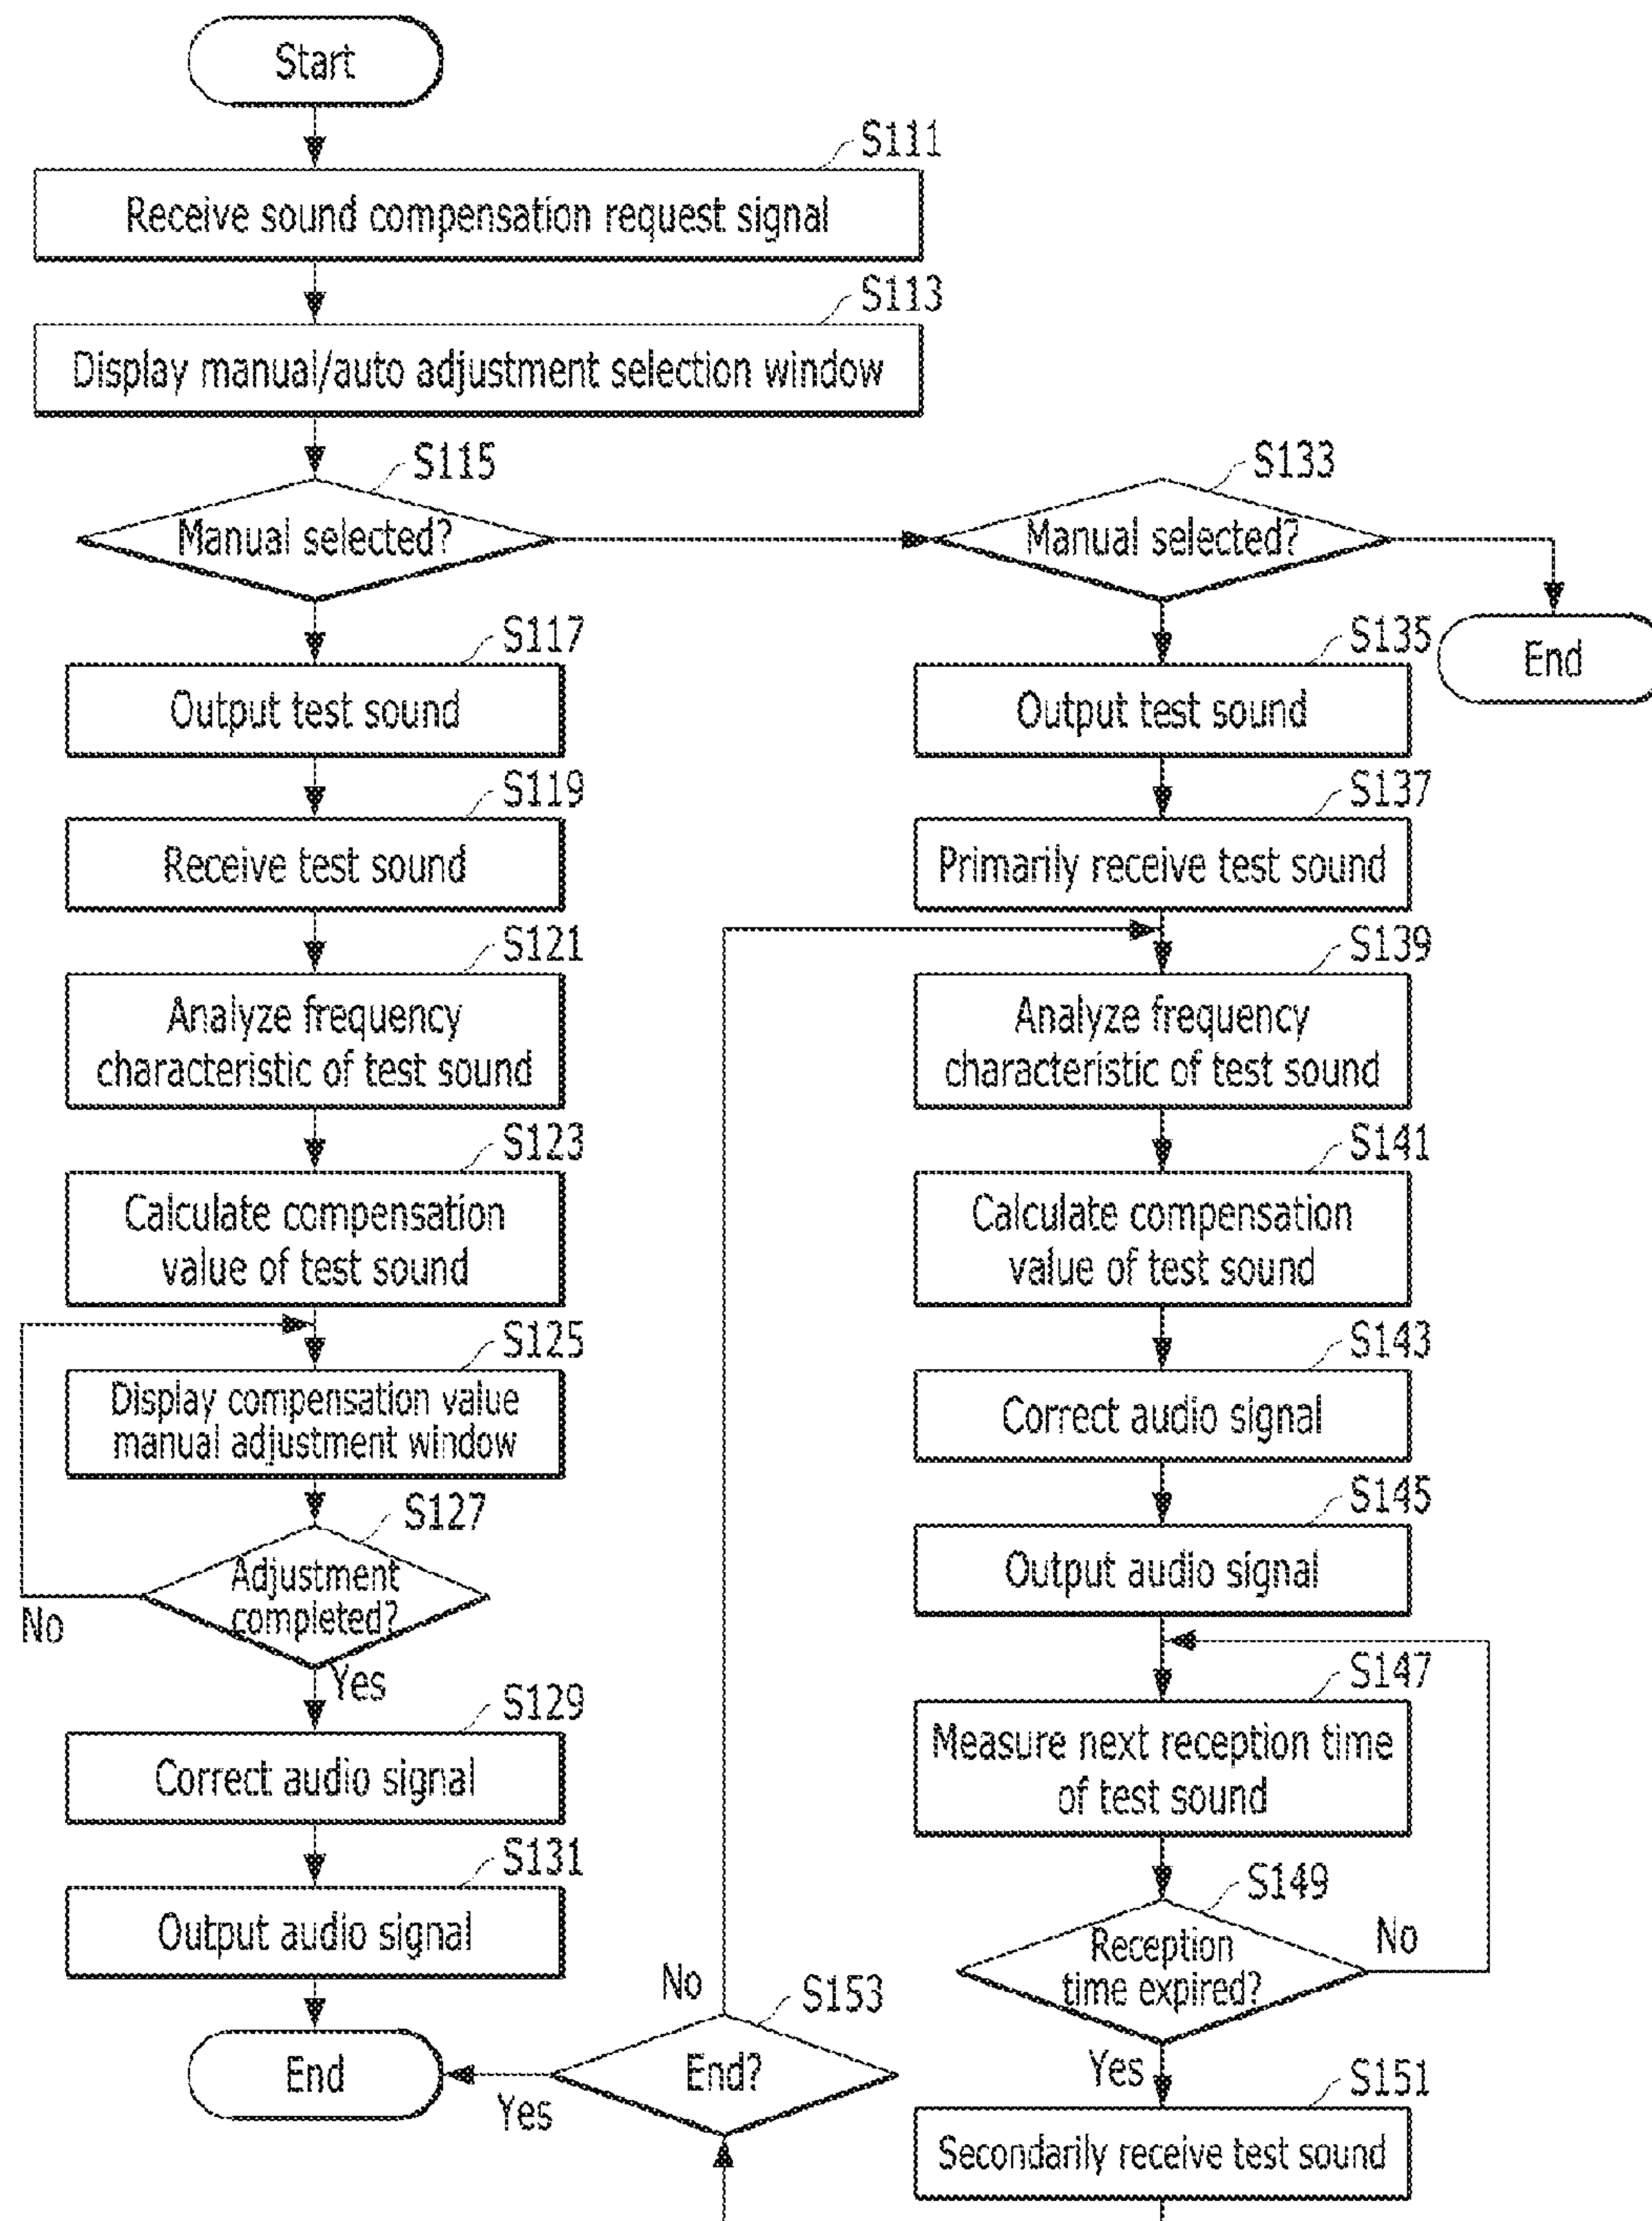 Start
S111
Receive sound compensation request signal
S113
Display manual/auto adjustment selection window
S115
Manual selected?
S117
Output test sound
S119
Receive test sound
S121
Analyze frequency
characteristic of test sound
S123
Calculate compensation
value of test sound
S125
Display compensation value
manual adjustment window
S127
Adjustment
completed?
No
Yes
S129
Correct audio signal
S131
Output audio signal
End
S133
Manual selected?
End
S135
Output test sound
S137
Primarily receive test sound
S139
Analyze frequency
characteristic of test sound
S141
Calculate compensation
value of test sound
S143
Correct audio signal
S145
Output audio signal
S147
Measure next reception time
of test sound
S149
Reception
time expired?
No
Yes
S151
Secondarily receive test sound
S153
End?
No
Yes